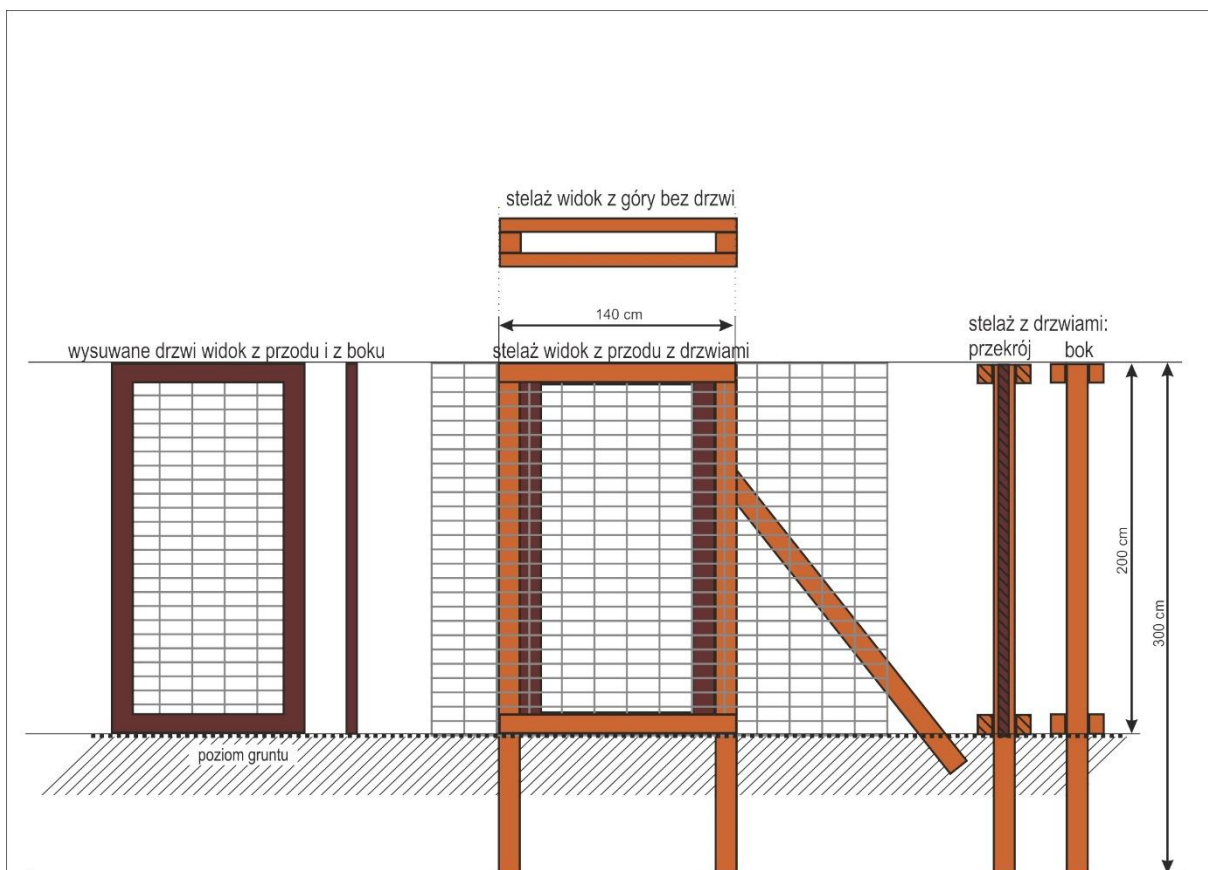 stelaż widok z góry bez drzwi
140 cm
stelaż z drzwiami:
wysuwane drzwi widok z przodu i z boku
stelaż widok z przodu z drzwiami
przekrój
bok
200 cm
300 cm
poziom gruntu